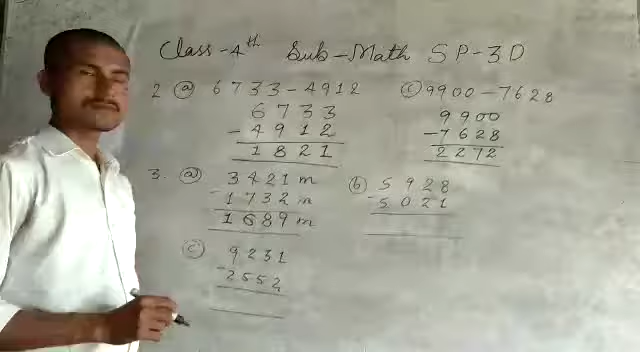 Class-4th Sub-Math SP-3D
2 (a) 6733-4912
6733
-4912
1821
(c) 9900-7628
9900
-7628
2272
3. (a) 3421 m
-1732 m
1689 m
(b) 5928
-5021
(c) 9231
-2552